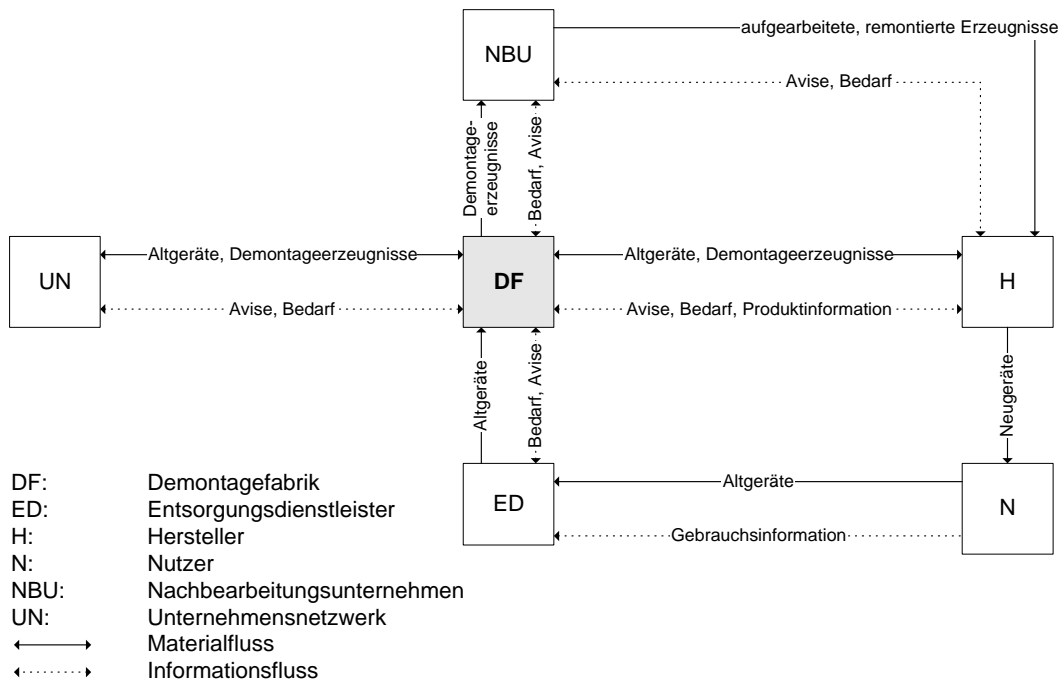 aufgearbeitete, remontierte Erzeugnisse
NBU
Avise, Bedarf
Demontage-
erzeugnisse
Bedarf, Avise
Altgeräte, Demontageerzeugnisse
Altgeräte, Demontageerzeugnisse
UN
DF
H
Avise, Bedarf
Avise, Bedarf, Produktinformation
Altgeräte
Bedarf, Avise
Neugeräte
Altgeräte
ED
N
Gebrauchsinformation
DF: Demontagefabrik
ED: Entsorgungsdienstleister
H: Hersteller
N: Nutzer
NBU: Nachbearbeitungsunternehmen
UN: Unternehmensnetzwerk
Materialfluss
Informationsfluss